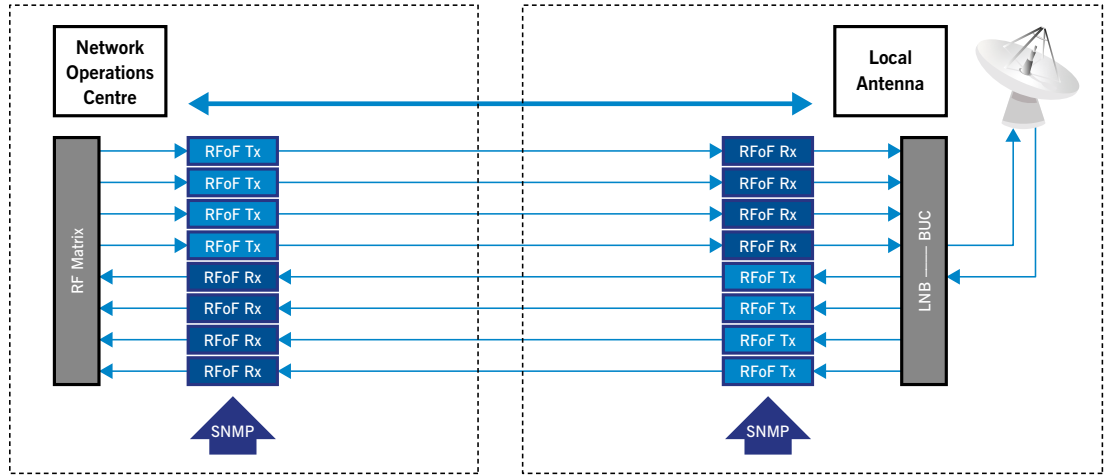 Network
Operations
Centre
Local
Antenna
RF Matrix
RFoF Tx
RFoF Tx
RFoF Tx
RFoF Tx
RFoF Rx
RFoF Rx
RFoF Rx
RFoF Rx
SNMP
RFoF Rx
RFoF Rx
RFoF Rx
RFoF Rx
RFoF Tx
RFoF Tx
RFoF Tx
RFoF Tx
SNMP
LNB —— BUC